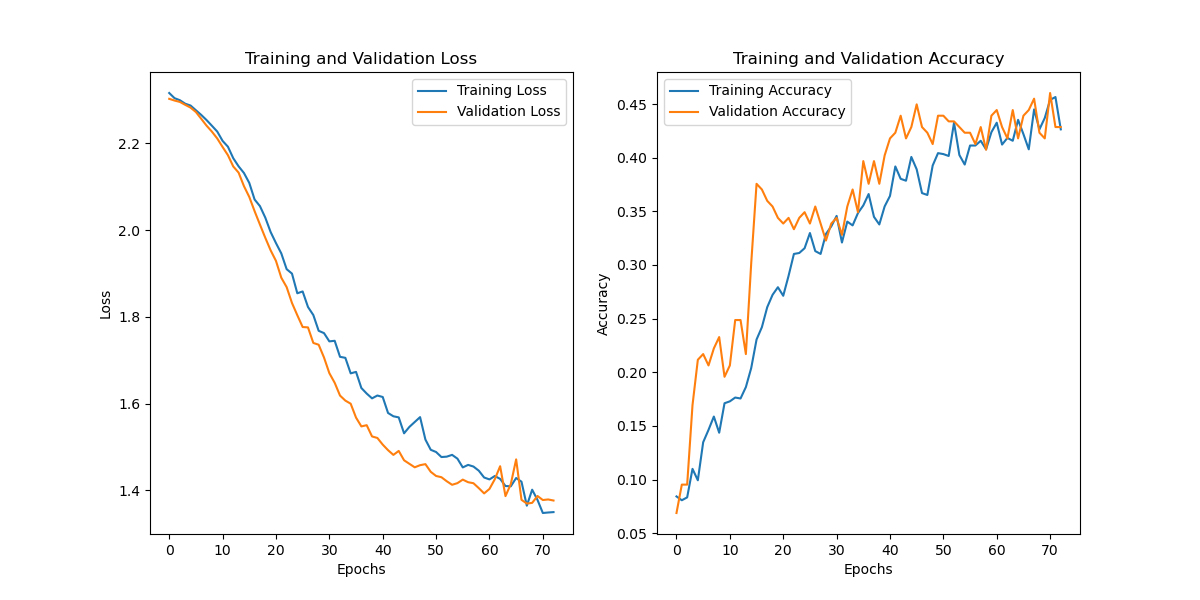 Training and Validation Loss
Training Loss
Validation Loss
2.2
2.0
1.8
1.6
1.4
Loss
0 10 20 30 40 50 60 70
Epochs
Training and Validation Accuracy
Training Accuracy
Validation Accuracy
0.45
0.40
0.35
0.30
0.25
0.20
0.15
0.10
0.05
Accuracy
0 10 20 30 40 50 60 70
Epochs